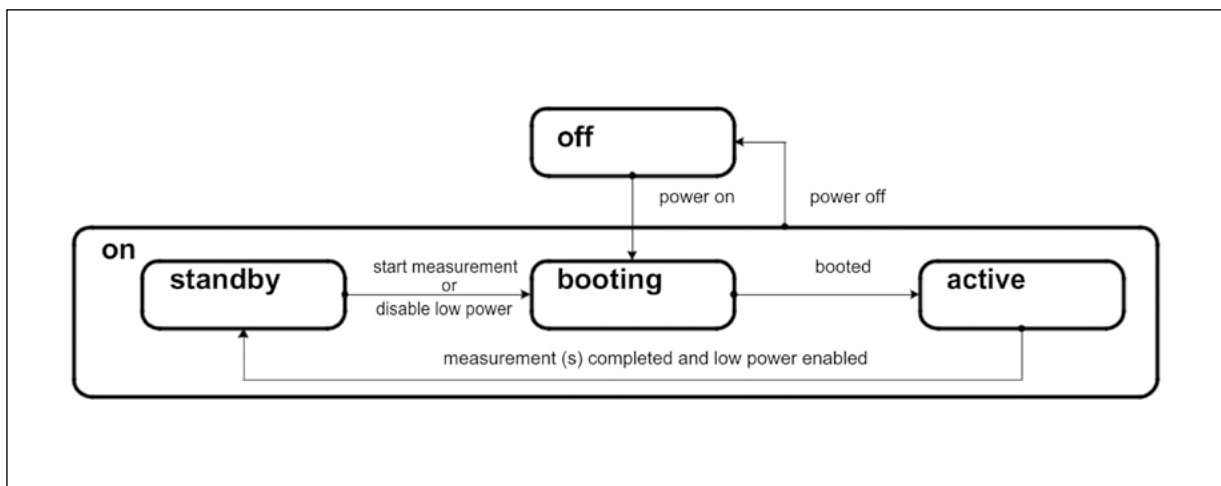 off
power on
power off
on
standby
start measurement
or
disable low power
booting
booted
active
measurement (s) completed and low power enabled